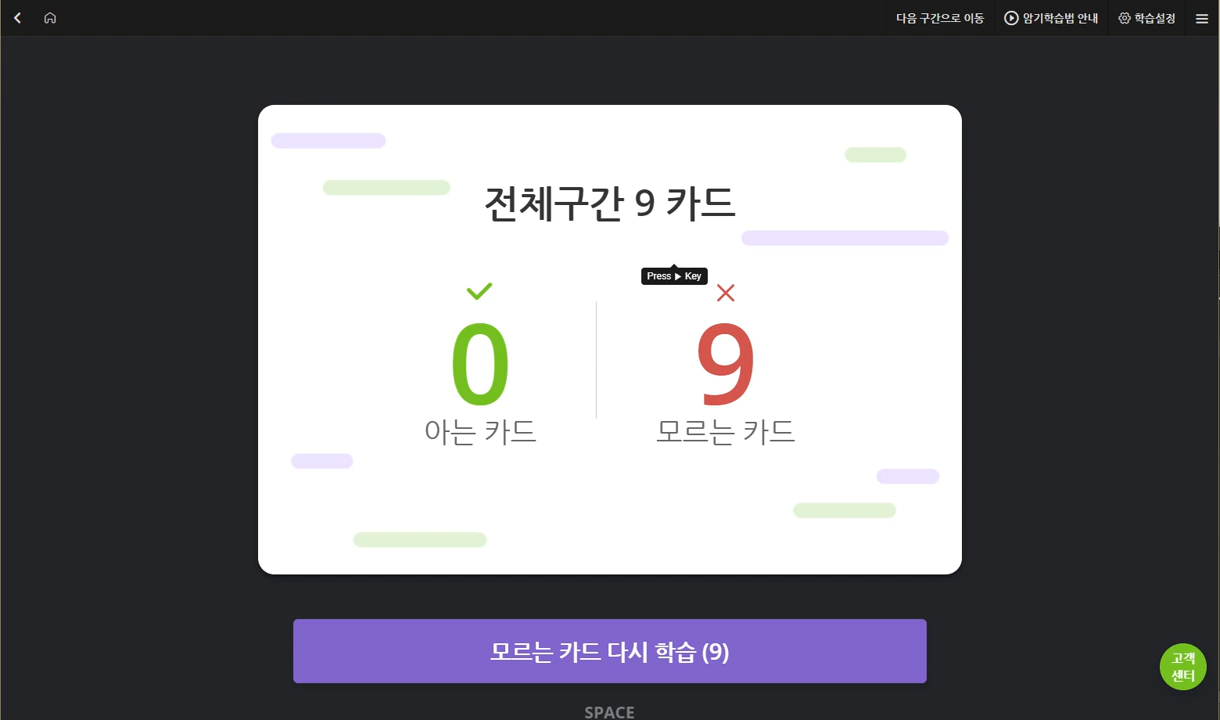 다음 구간으로 이동 암기학습법 안내 학습설정
전체구간 9 카드
Press ▶ Key
0 9
아는 카드 모르는 카드
모르는 카드 다시 학습 (9)
고객
센터
SPACE